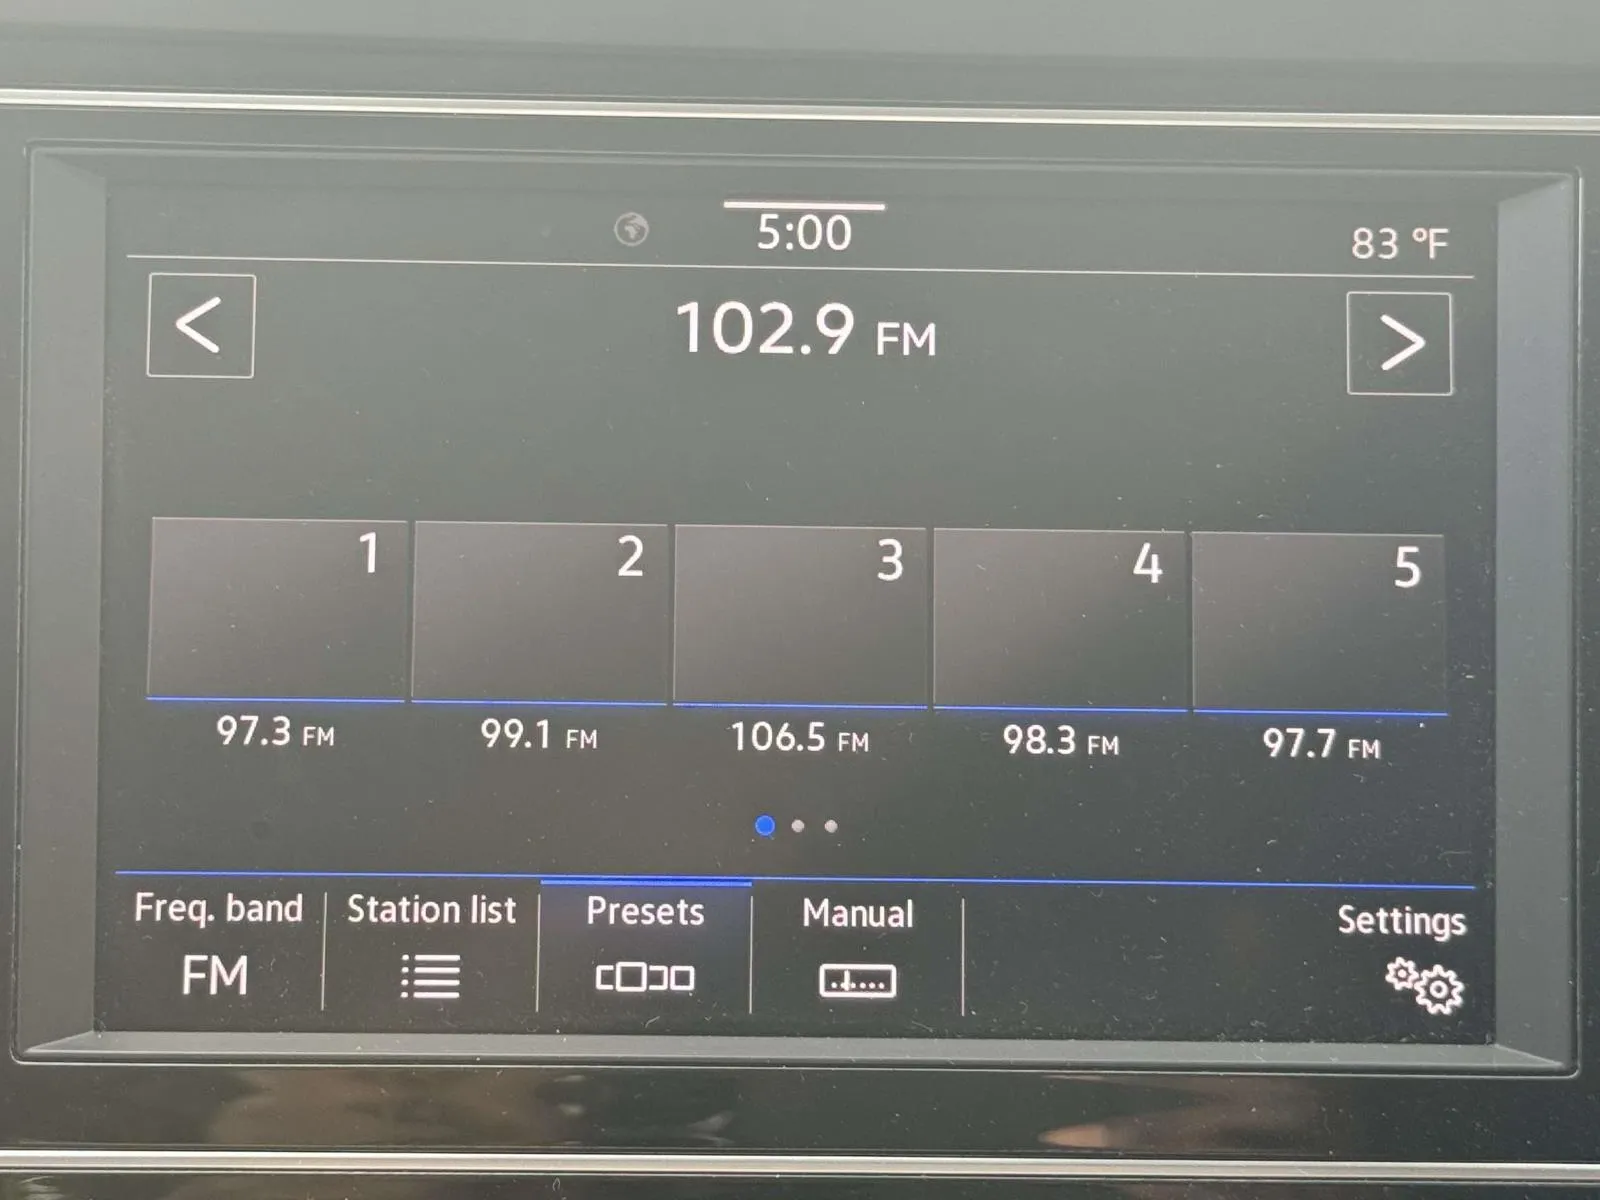 5:00
83 °F
< 102.9 FM >
1 2 3 4 5
97.3 FM 99.1 FM 106.5 FM 98.3 FM 97.7 FM
Freq. band Station list Presets Manual Settings
FM